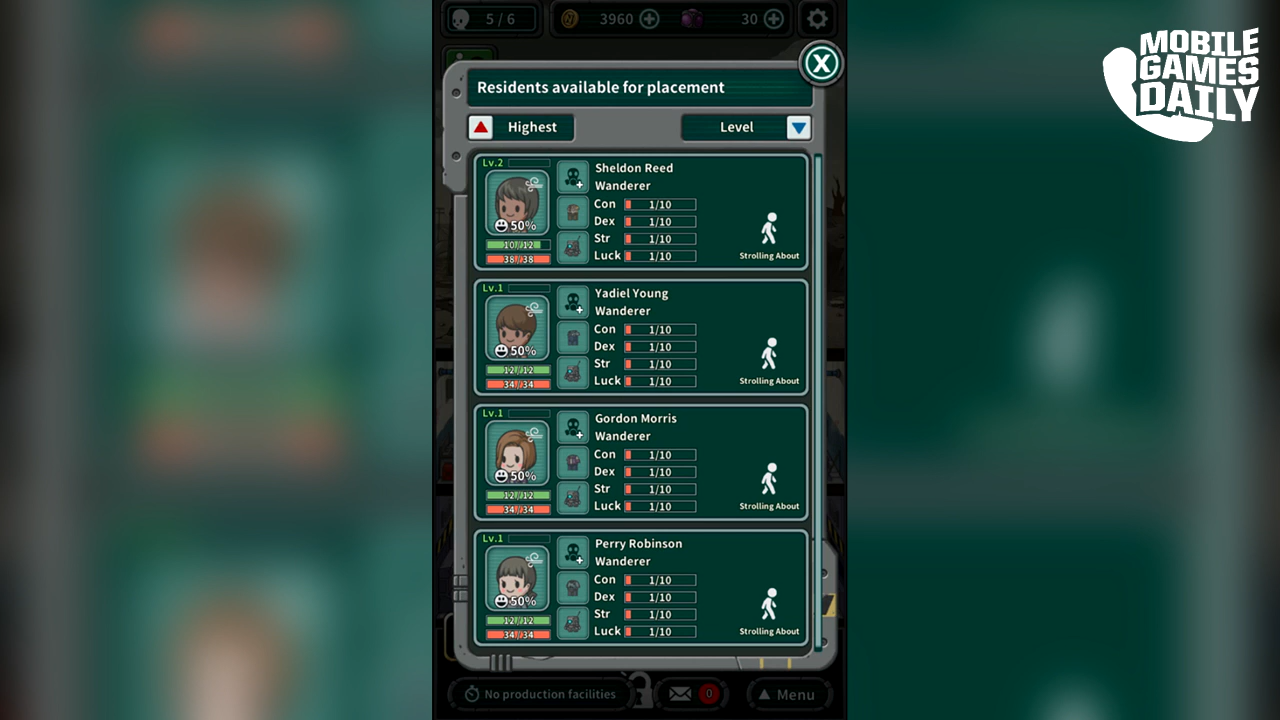 5 / 6
3960
30
MOBILE
GAMES
DAILY
X
Residents available for placement
Highest
Level
Lv.2
Sheldon Reed
Wanderer
Con 1/10
Dex 1/10
Str 1/10
Luck 1/10
50%
10/12
38/38
Strolling About
Lv.1
Yadiel Young
Wanderer
Con 1/10
Dex 1/10
Str 1/10
Luck 1/10
50%
12/12
34/34
Strolling About
Lv.1
Gordon Morris
Wanderer
Con 1/10
Dex 1/10
Str 1/10
Luck 1/10
50%
12/12
34/34
Strolling About
Lv.1
Perry Robinson
Wanderer
Con 1/10
Dex 1/10
Str 1/10
Luck 1/10
50%
12/12
34/34
Strolling About
No production facilities
0
Menu